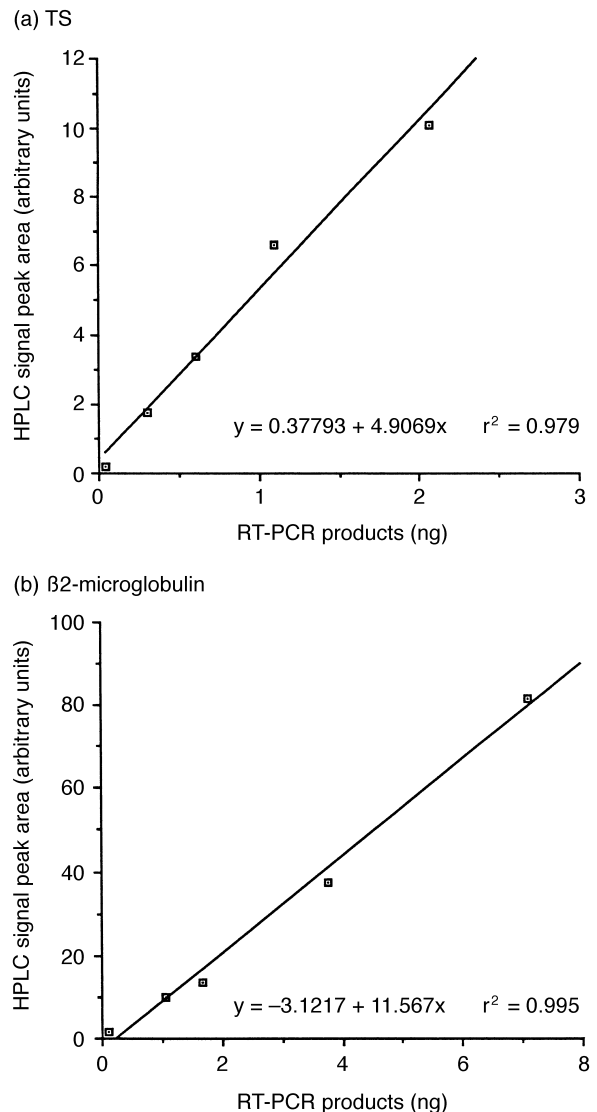 (a) TS
HPLC signal peak area (arbitrary units)
12
10
8
6
4
2
0
y = 0.37793 + 4.9069x r² = 0.979
0 1 2 3
RT-PCR products (ng)
(b) ß2-microglobulin
HPLC signal peak area (arbitrary units)
100
80
60
40
20
0
y = –3.1217 + 11.567x r² = 0.995
0 2 4 6 8
RT-PCR products (ng)